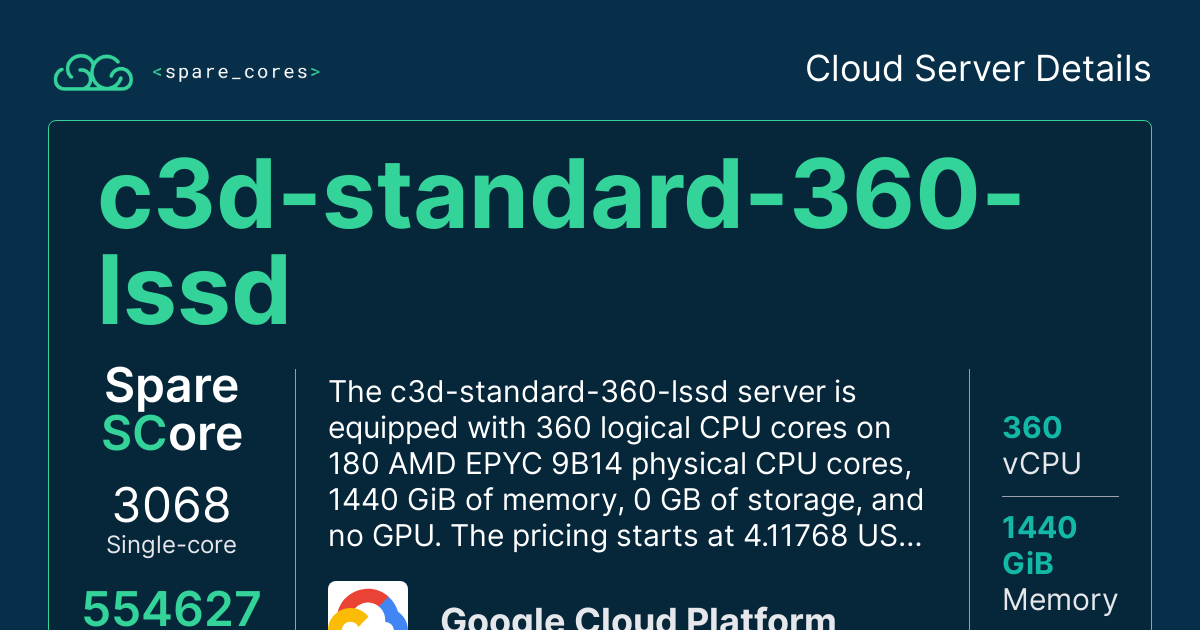 <spare_cores>
Cloud Server Details
c3d-standard-360-
lssd
Spare
SCore
3068
Single-core
554627
The c3d-standard-360-lssd server is
equipped with 360 logical CPU cores on
180 AMD EPYC 9B14 physical CPU cores,
1440 GiB of memory, 0 GB of storage, and
no GPU. The pricing starts at 4.11768 US...
Google Cloud Platform
360
vCPU
1440
GiB
Memory